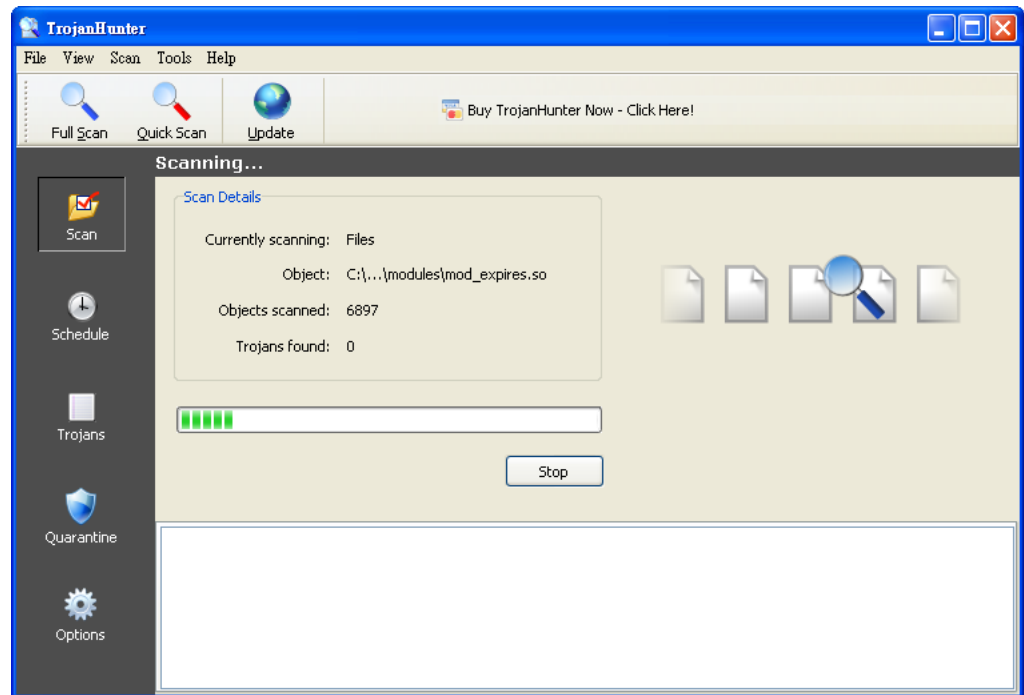 TrojanHunter
File View Scan Tools Help
Full Scan Quick Scan Update Buy TrojanHunter Now - Click Here!
Scanning...
Scan
Schedule
Trojans
Quarantine
Options
Scan Details
Currently scanning: Files
Object: C:\...\modules\mod_expires.so
Objects scanned: 6897
Trojans found: 0
Stop